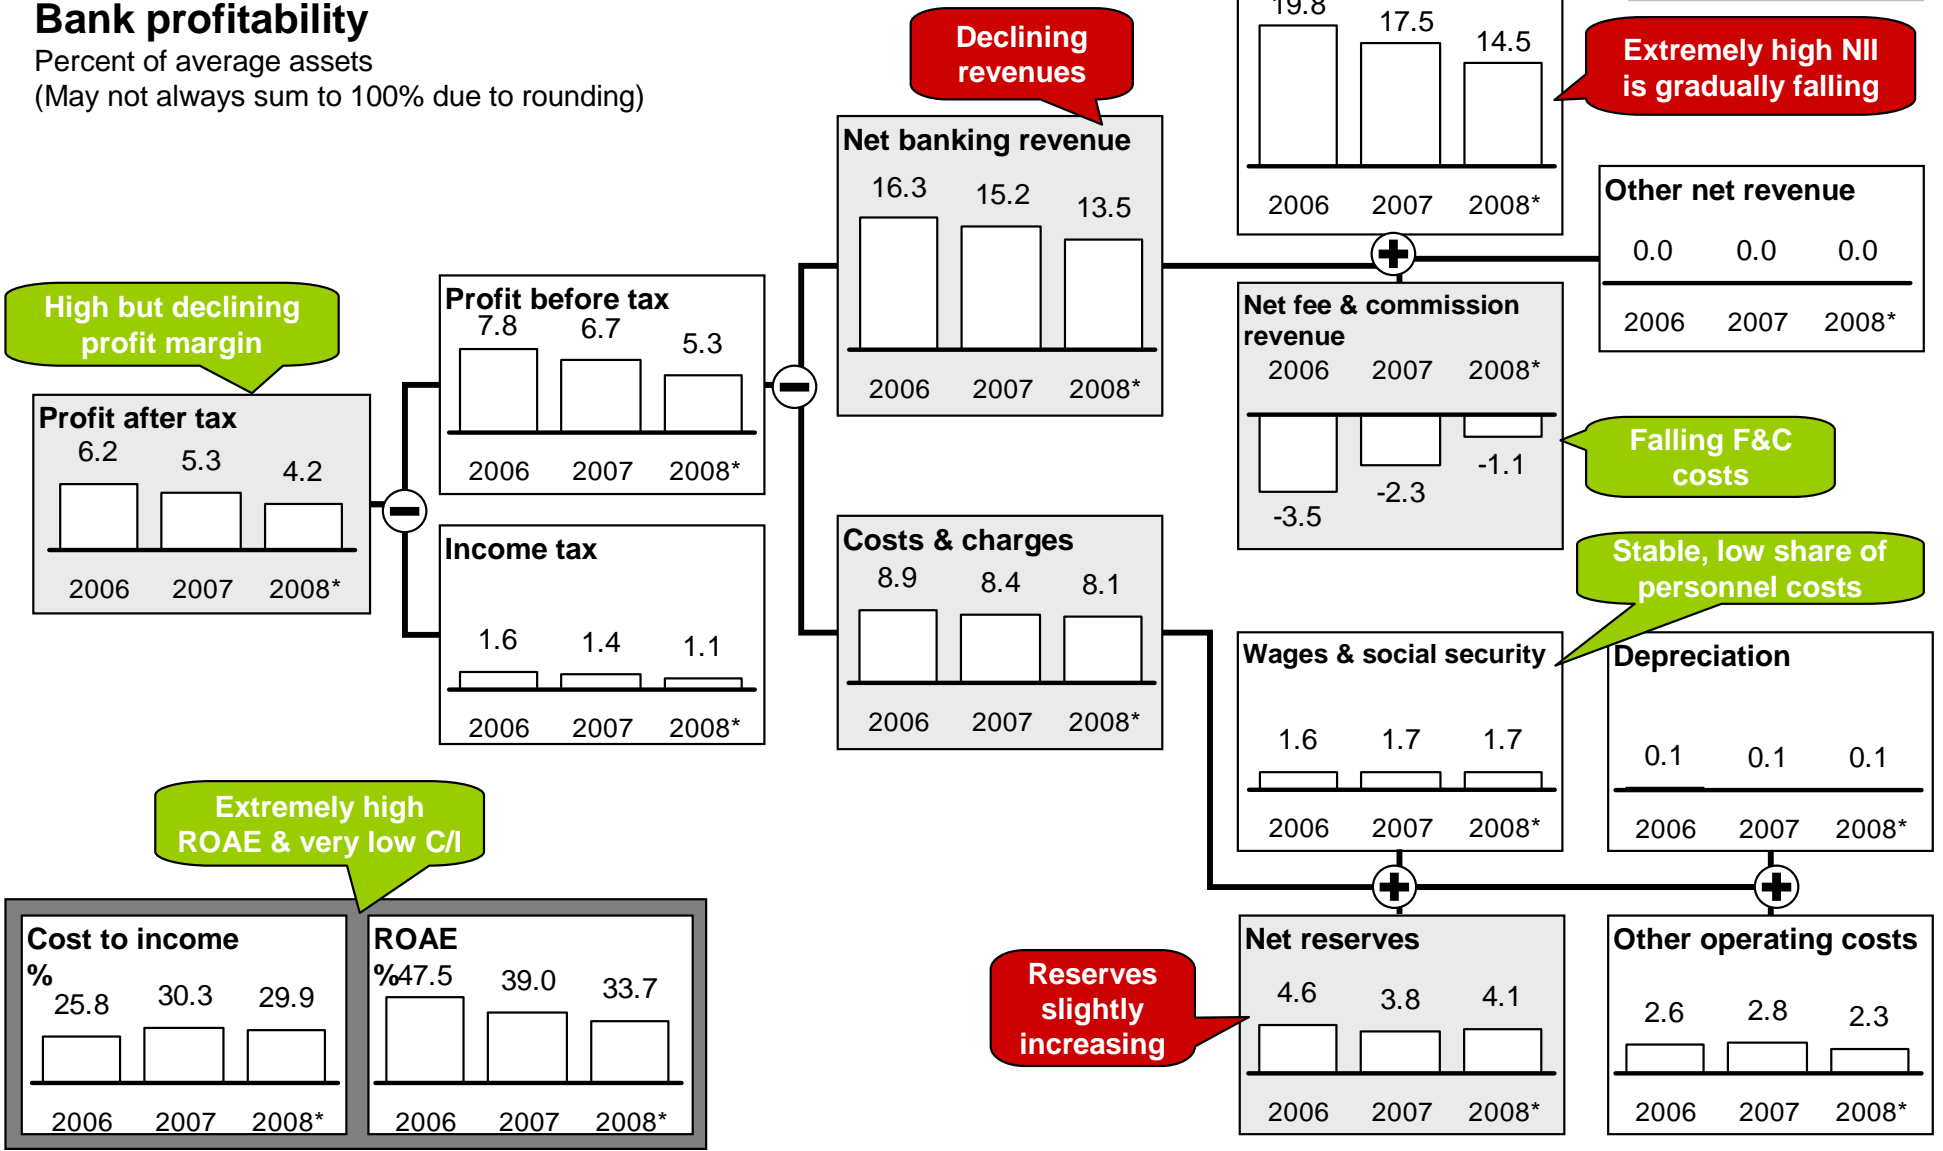 Bank profitability
Percent of average assets
(May not always sum to 100% due to rounding)
Declining
revenues
19.8 17.5 14.5
2006 2007 2008*
Extremely high NII
is gradually falling
Net banking revenue
16.3 15.2 13.5
2006 2007 2008*
Other net revenue
0.0 0.0 0.0
2006 2007 2008*
High but declining
profit margin
Profit before tax
7.8 6.7 5.3
2006 2007 2008*
Net fee & commission
revenue
2006 2007 2008*
-3.5 -2.3 -1.1
Falling F&C
costs
Profit after tax
6.2 5.3 4.2
2006 2007 2008*
Income tax
1.6 1.4 1.1
2006 2007 2008*
Costs & charges
8.9 8.4 8.1
2006 2007 2008*
Stable, low share of
personnel costs
Wages & social security
1.6 1.7 1.7
2006 2007 2008*
Depreciation
0.1 0.1 0.1
2006 2007 2008*
Extremely high
ROAE & very low C/I
Cost to income
%
25.8 30.3 29.9
2006 2007 2008*
ROAE
%
47.5 39.0 33.7
2006 2007 2008*
Reserves
slightly
increasing
Net reserves
4.6 3.8 4.1
2006 2007 2008*
Other operating costs
2.6 2.8 2.3
2006 2007 2008*